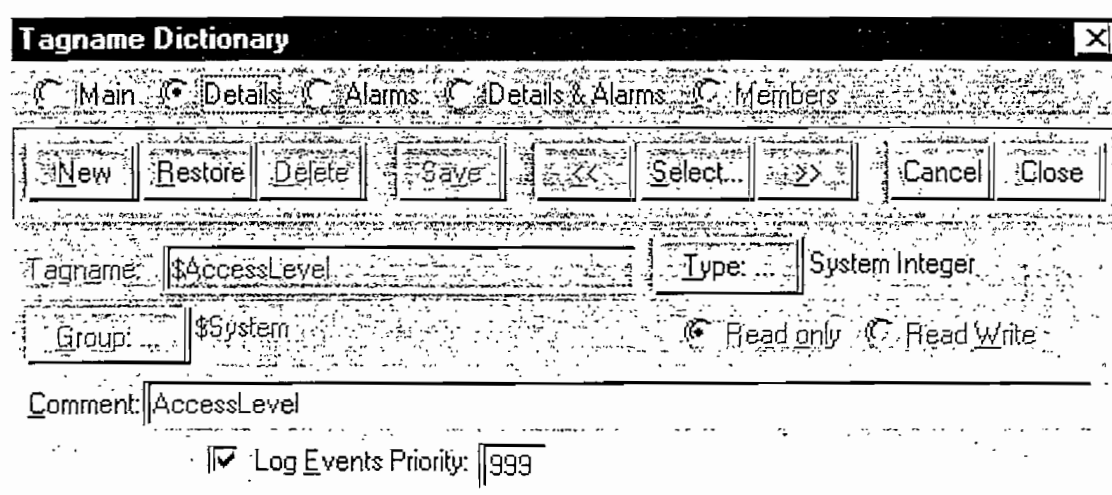 Tagname Dictionary
Main Details Alarms Details & Alarms Members
New Restore Delete Save << Select... >> Cancel Close
Tagname: $AccessLevel Type: ... System Integer
Group: ... $System Read only Read Write
Comment: AccessLevel
Log Events Priority: 999